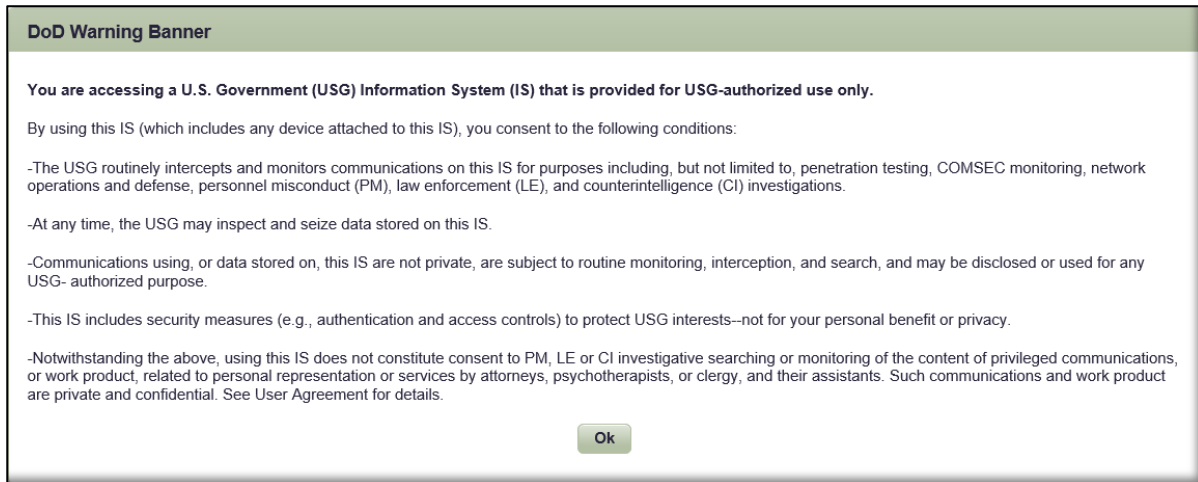 DoD Warning Banner
You are accessing a U.S. Government (USG) Information System (IS) that is provided for USG-authorized use only.
By using this IS (which includes any device attached to this IS), you consent to the following conditions:
-The USG routinely intercepts and monitors communications on this IS for purposes including, but not limited to, penetration testing, COMSEC monitoring, network
operations and defense, personnel misconduct (PM), law enforcement (LE), and counterintelligence (CI) investigations.
-At any time, the USG may inspect and seize data stored on this IS.
-Communications using, or data stored on, this IS are not private, are subject to routine monitoring, interception, and search, and may be disclosed or used for any
USG- authorized purpose.
-This IS includes security measures (e.g., authentication and access controls) to protect USG interests--not for your personal benefit or privacy.
-Notwithstanding the above, using this IS does not constitute consent to PM, LE or CI investigative searching or monitoring of the content of privileged communications,
or work product, related to personal representation or services by attorneys, psychotherapists, or clergy, and their assistants. Such communications and work product
are private and confidential. See User Agreement for details.
Ok